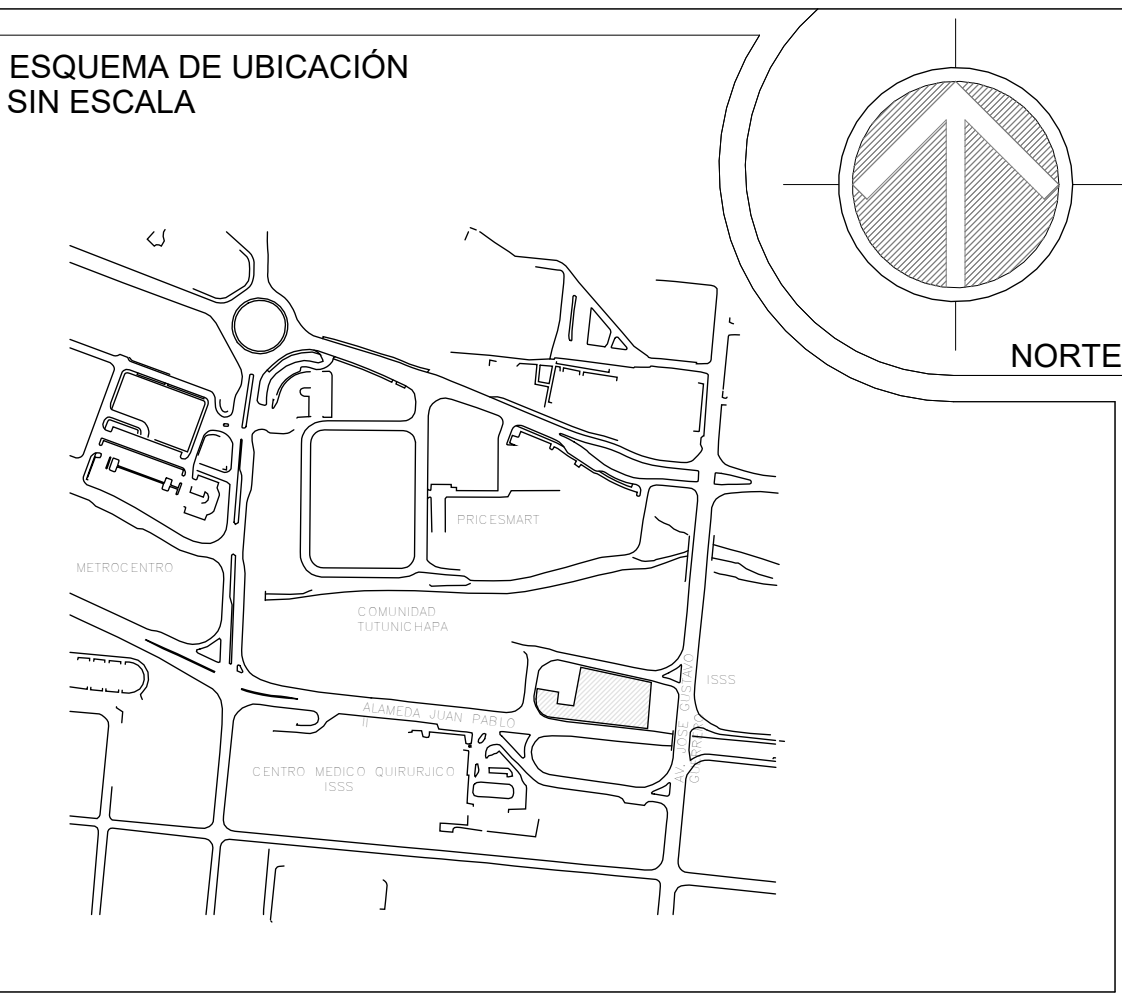 ESQUEMA DE UBICACIÓN
SIN ESCALA
NORTE
PRICESMART
METROCENTRO
COMUNIDAD
TUTUNICHAPA
ISSS
ALAMEDA JUAN PABLO
II
AV. JOSE GUSTAVO
GUERRERO
CENTRO MEDICO QUIRURJICO
ISSS